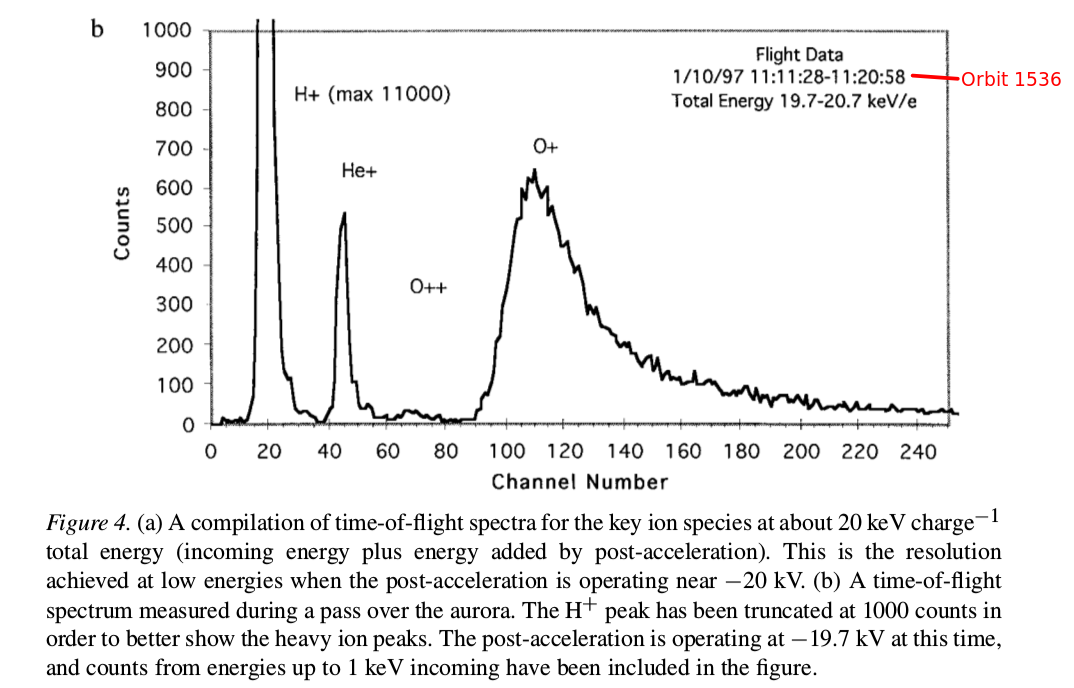 b
1000
900
800
700
600
500
400
300
200
100
0
Counts
H+ (max 11000)
He+
O++
O+
Flight Data
1/10/97 11:11:28-11:20:58
Total Energy 19.7-20.7 keV/e
Orbit 1536
0 20 40 60 80 100 120 140 160 180 200 220 240
Channel Number
Figure 4. (a) A compilation of time-of-flight spectra for the key ion species at about 20 keV charge−1
total energy (incoming energy plus energy added by post-acceleration). This is the resolution
achieved at low energies when the post-acceleration is operating near −20 kV. (b) A time-of-flight
spectrum measured during a pass over the aurora. The H+ peak has been truncated at 1000 counts in
order to better show the heavy ion peaks. The post-acceleration is operating at −19.7 kV at this time,
and counts from energies up to 1 keV incoming have been included in the figure.